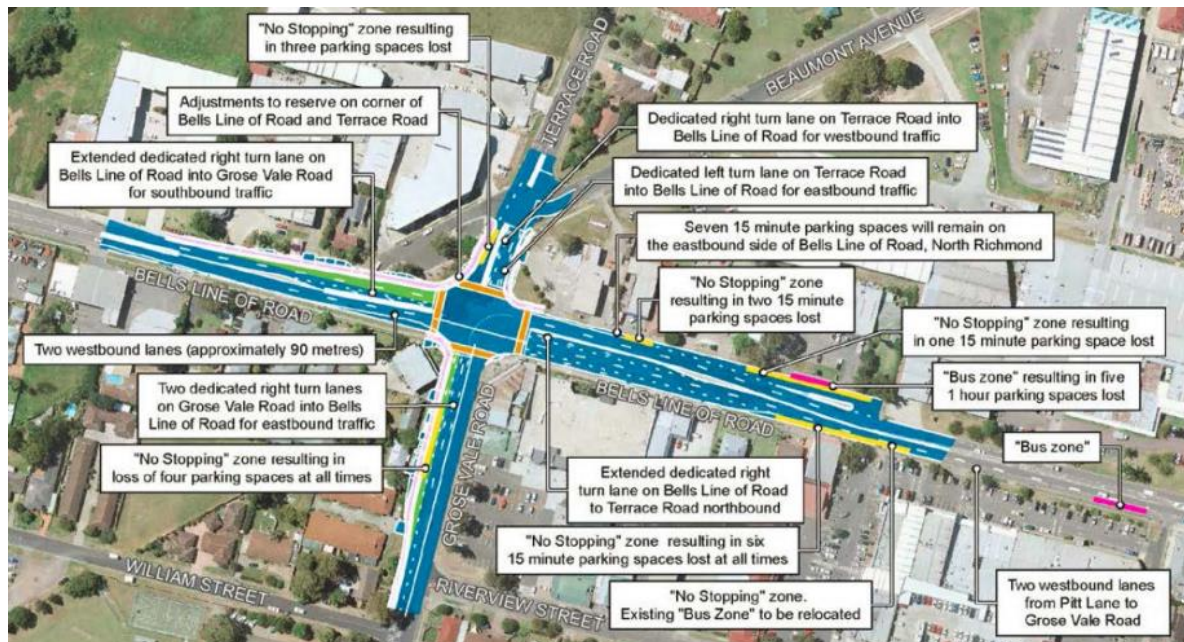 "No Stopping" zone resulting
in three parking spaces lost
TERRACE ROAD
BEAUMONT AVENUE
Adjustments to reserve on corner of
Bells Line of Road and Terrace Road
Dedicated right turn lane on Terrace Road into
Bells Line of Road for westbound traffic
Extended dedicated right turn lane on
Bells Line of Road into Grose Vale Road
for southbound traffic
Dedicated left turn lane on Terrace Road
into Bells Line of Road for eastbound traffic
Seven 15 minute parking spaces will remain on
the eastbound side of Bells Line of Road, North Richmond
"No Stopping" zone
resulting in two 15 minute
parking spaces lost
BELLS LINE OF ROAD
"No Stopping" zone resulting
in one 15 minute parking space lost
Two westbound lanes (approximately 90 metres)
"Bus zone" resulting in five
1 hour parking spaces lost
Two dedicated right turn lanes
on Grose Vale Road into Bells
Line of Road for eastbound traffic
BELLS LINE OF ROAD
"Bus zone"
"No Stopping" zone resulting in
loss of four parking spaces at all times
GROSE VALE ROAD
Extended dedicated right
turn lane on Bells Line of Road
to Terrace Road northbound
"No Stopping" zone resulting in six
15 minute parking spaces lost at all times
WILLIAM STREET
RIVERVIEW STREET
"No Stopping" zone.
Existing "Bus Zone" to be relocated
Two westbound lanes
from Pitt Lane to
Grose Vale Road